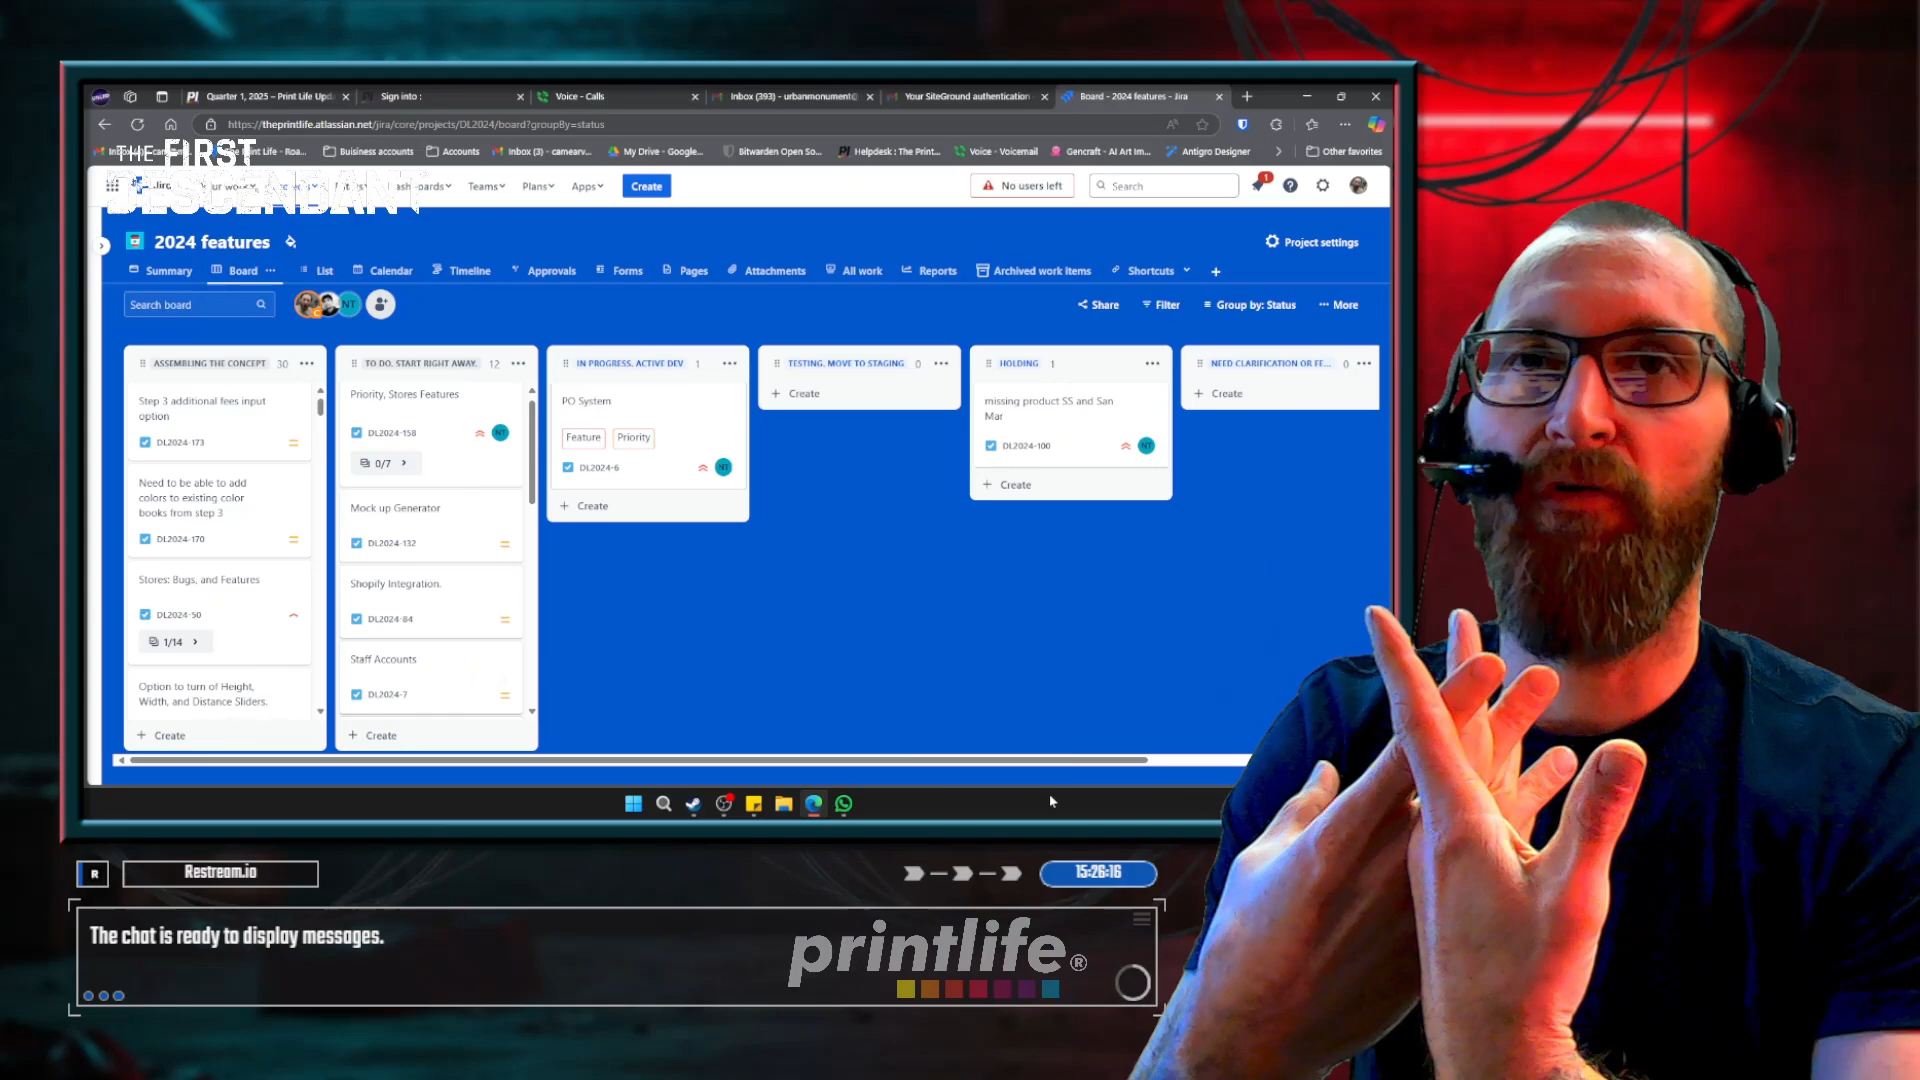 Quarter 1, 2025 – Print Life Upd
Sign into :
Voice - Calls
Inbox (393) - urbanmonument@
Your SiteGround authentication
Board - 2024 features - Jira
https://theprintlife.atlassian.net/jira/core/projects/DL2024/board?groupBy=status
Life - Roa...
Business accounts
Accounts
Inbox (3) - camearv...
My Drive - Google...
Bitwarden Open So...
Helpdesk : The Print...
Voice - Voicemail
Gencraft - AI Art Im...
Antigro Designer
Other favorites
THE FIRST
DESCENDANT
Teams
Plans
Apps
Create
No users left
Search
1
2024 features
Project settings
Summary
Board
List
Calendar
Timeline
Approvals
Forms
Pages
Attachments
All work
Reports
Archived work items
Shortcuts
Search board
NT
Share
Filter
Group by: Status
More
ASSEMBLING THE CONCEPT 30
Step 3 additional fees input
option
DL2024-173
Need to be able to add
colors to existing color
books from step 3
DL2024-170
Stores: Bugs, and Features
DL2024-50
1/14
Option to turn of Height,
Width, and Distance Sliders.
Create
TO DO. START RIGHT AWAY. 12
Priority, Stores Features
DL2024-158
NT
0/7
Mock up Generator
DL2024-132
Shopify Integration.
DL2024-84
Staff Accounts
DL2024-7
Create
IN PROGRESS. ACTIVE DEV 1
PO System
Feature
Priority
DL2024-6
NT
Create
TESTING. MOVE TO STAGING 0
Create
HOLDING 1
missing product SS and San
Mar
DL2024-100
NT
Create
NEED CLARIFICATION OR FE... 0
Create
R
Restream.io
15:26:16
The chat is ready to display messages.
printlife®